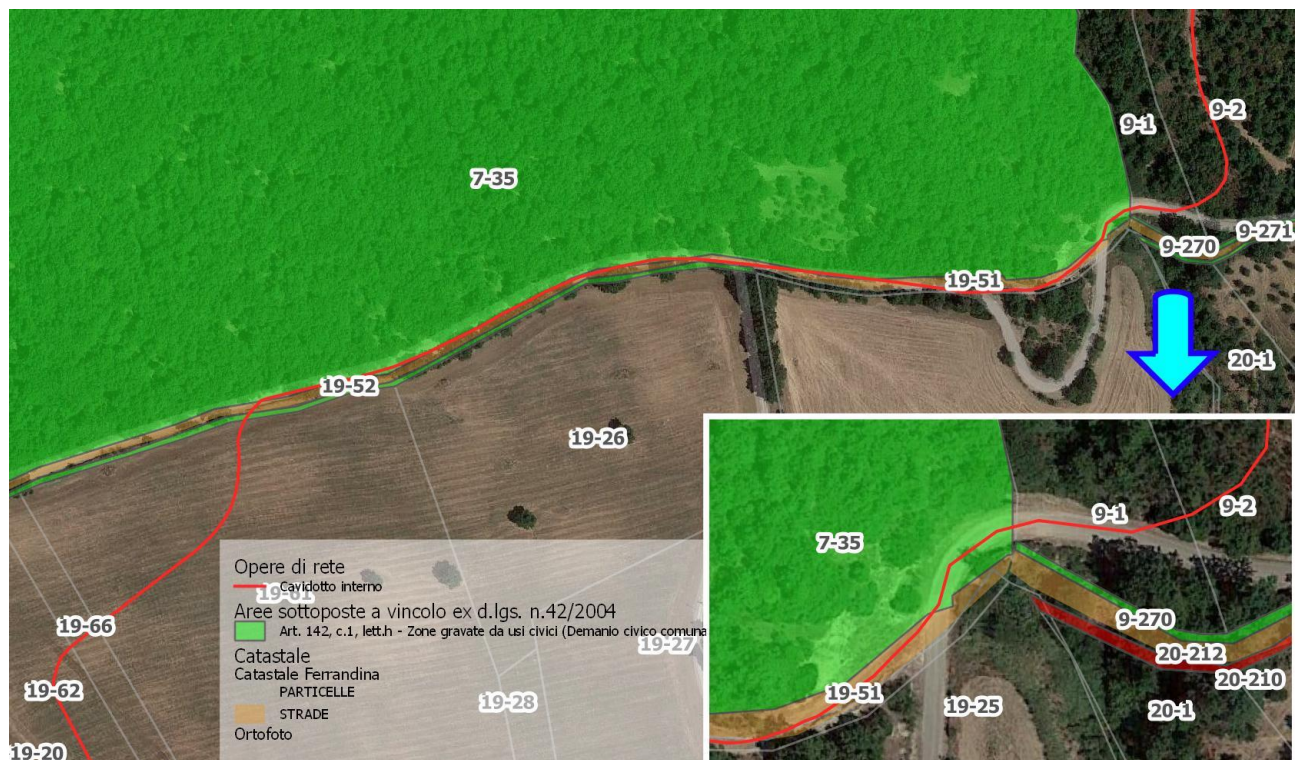 9-2
9-1
7-35
9-271
9-270
19-51
20-1
19-52
19-26
Opere di rete
Cavidotto interno
19-61
Aree sottoposte a vincolo ex d.lgs. n.42/2004
Art. 142, c.1, lett.h - Zone gravate da usi civici (Demanio civico comuna
Catastale
Catastale Ferrandina
PARTICELLE
STRADE
Ortofoto
19-66
19-27
19-62
19-28
19-20
9-2
9-1
7-35
9-270
20-212
20-210
19-51
19-25
20-1